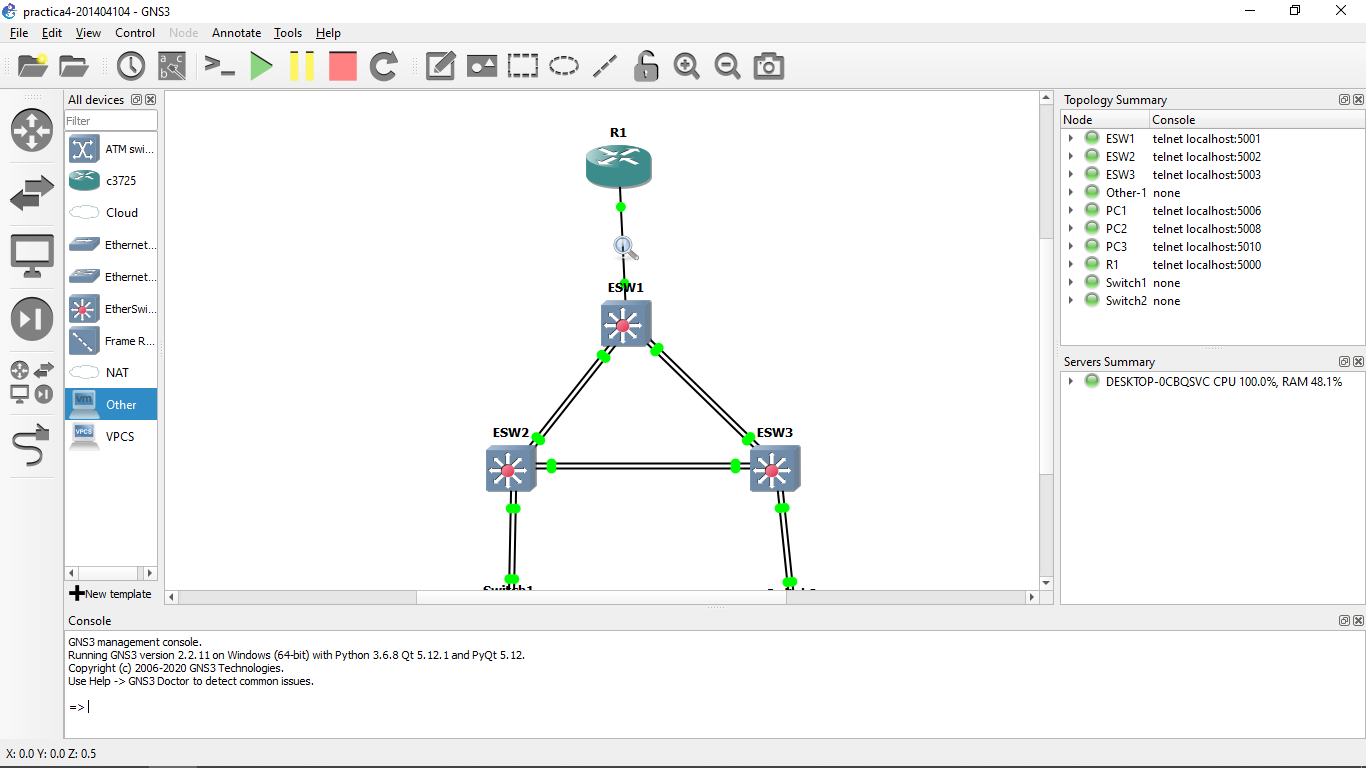 practica4-201404104 - GNS3
File Edit View Control Node Annotate Tools Help
All devices
Filter
ATM swi...
c3725
Cloud
Ethernet...
Ethernet...
EtherSwi...
Frame R...
NAT
Other
VPCS
New template
R1
ESW1
ESW2
ESW3
Switch1
Topology Summary
Node Console
ESW1 telnet localhost:5001
ESW2 telnet localhost:5002
ESW3 telnet localhost:5003
Other-1 none
PC1 telnet localhost:5006
PC2 telnet localhost:5008
PC3 telnet localhost:5010
R1 telnet localhost:5000
Switch1 none
Switch2 none
Servers Summary
DESKTOP-0CBQSVC CPU 100.0%, RAM 48.1%
Console
GNS3 management console.
Running GNS3 version 2.2.11 on Windows (64-bit) with Python 3.6.8 Qt 5.12.1 and PyQt 5.12.
Copyright (c) 2006-2020 GNS3 Technologies.
Use Help -> GNS3 Doctor to detect common issues.
=>
X: 0.0 Y: 0.0 Z: 0.5